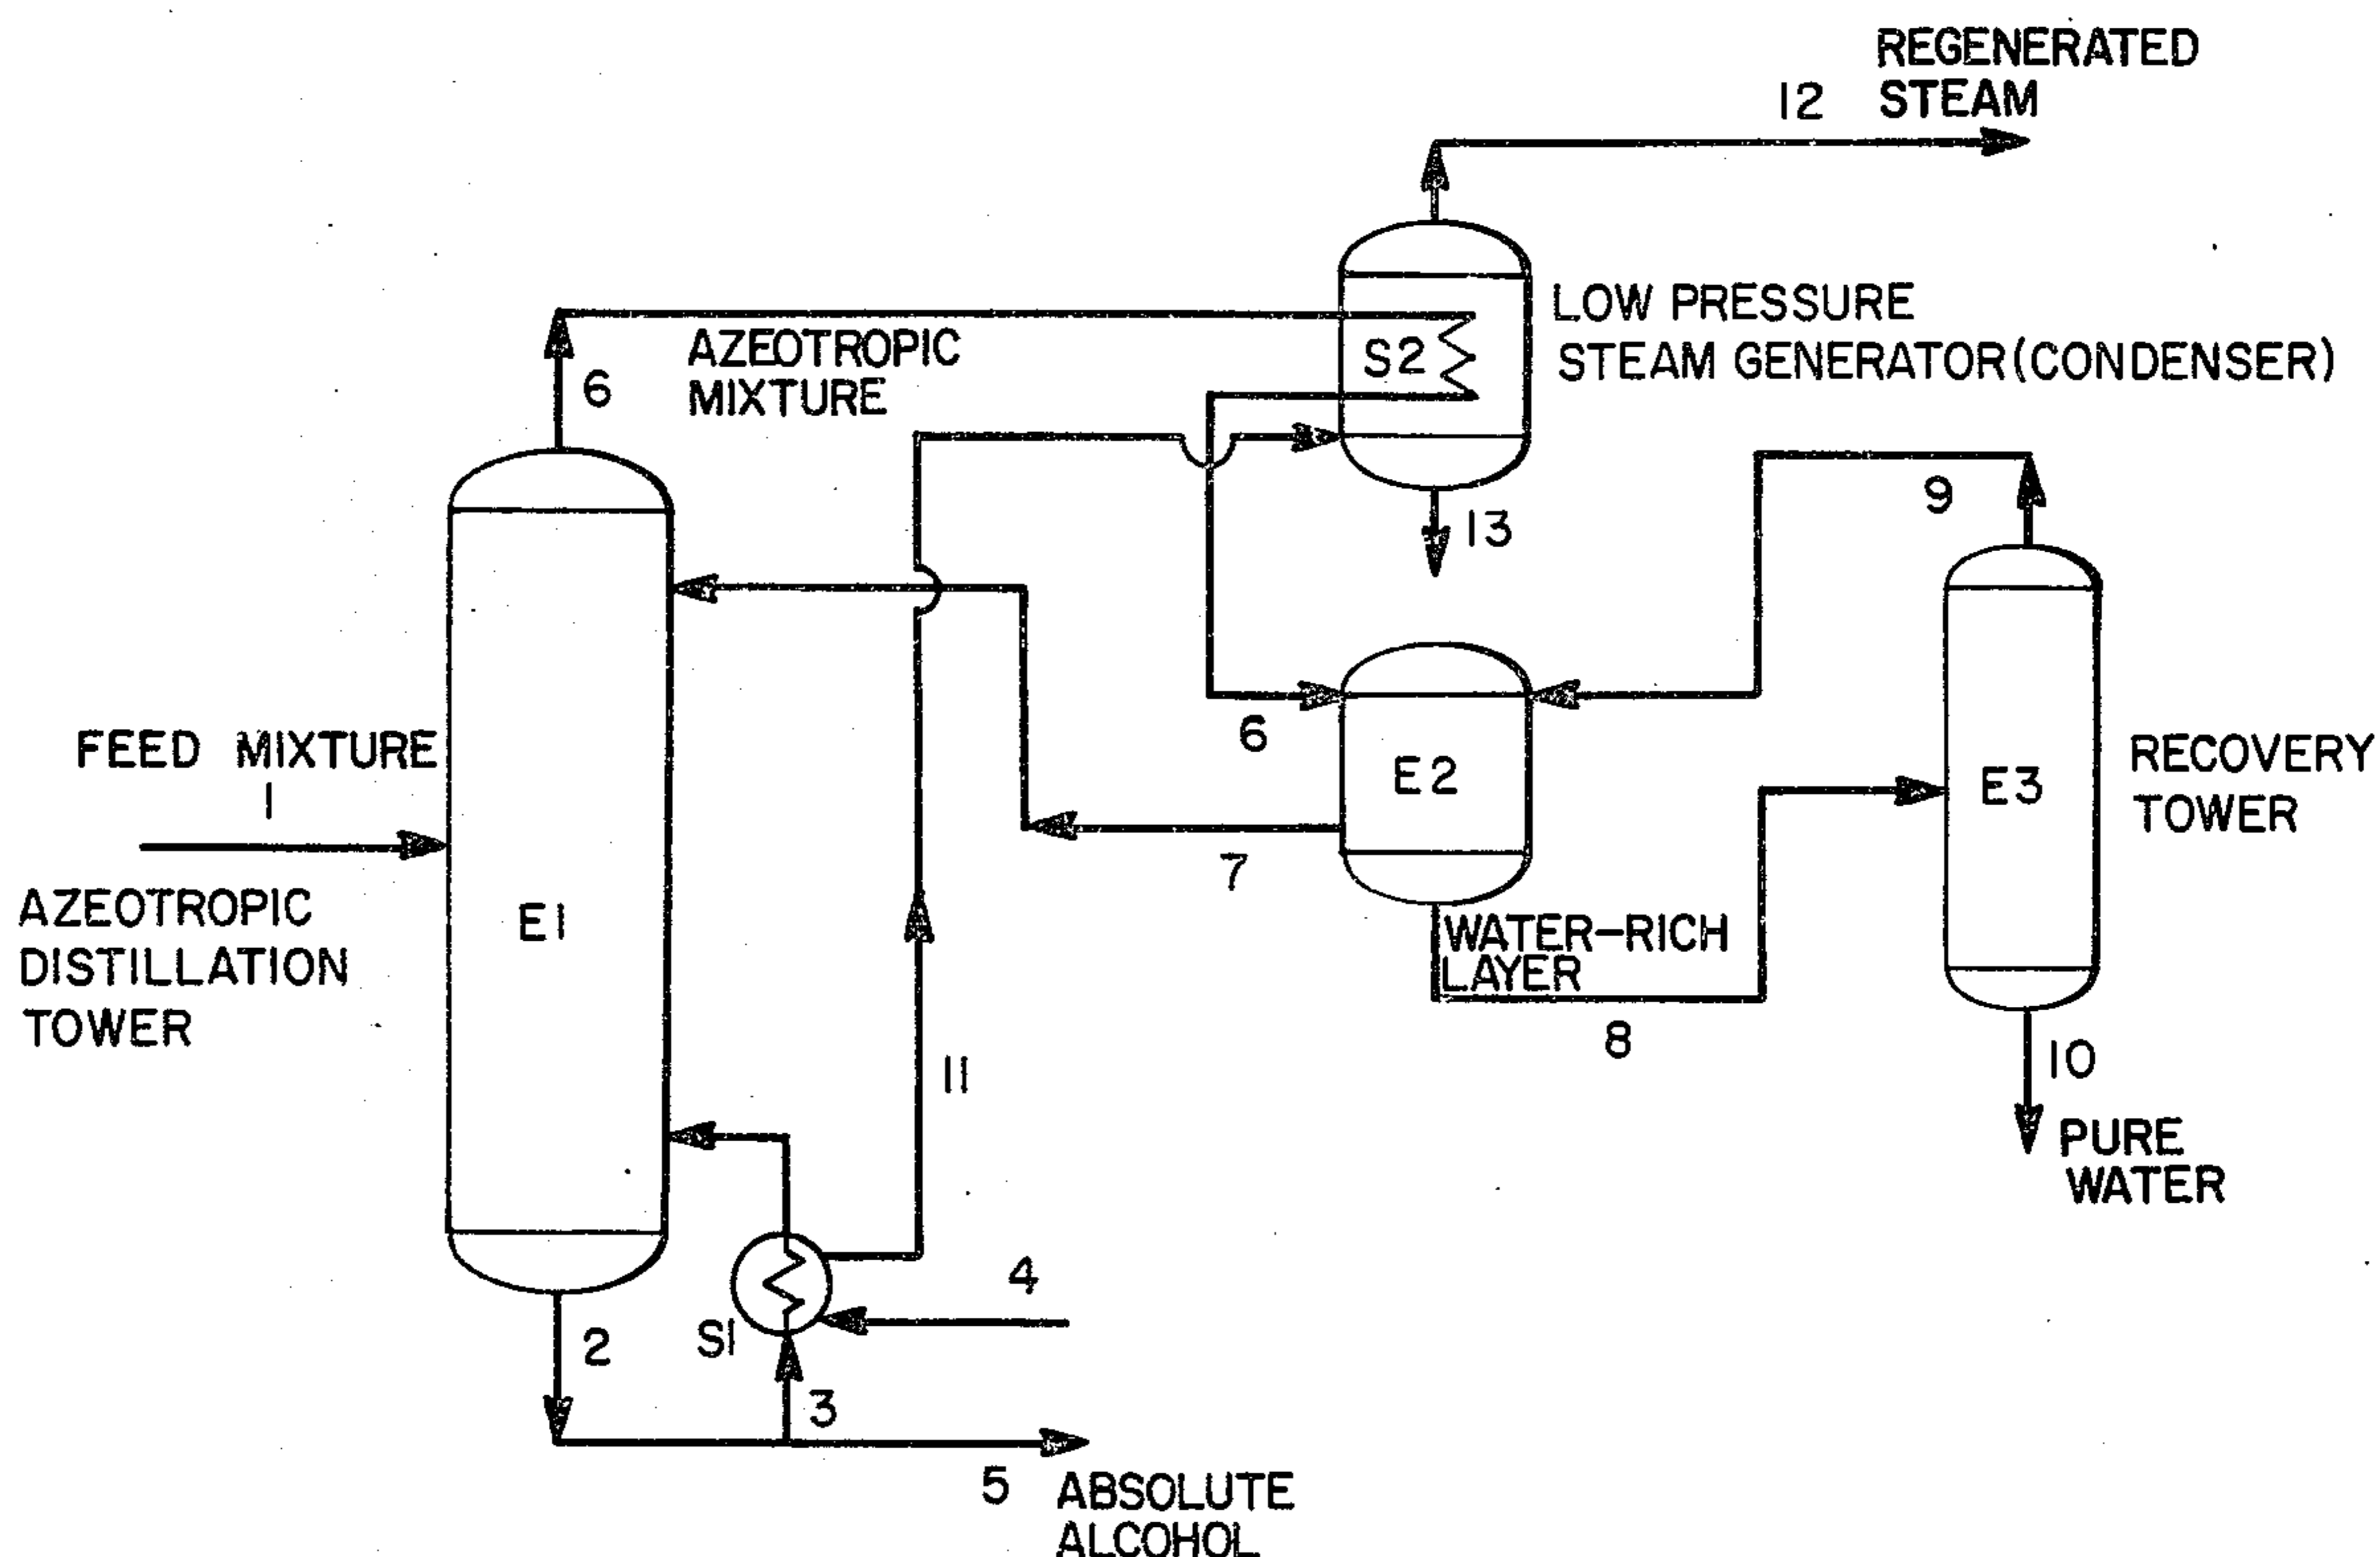 REGENERATED
12 STEAM
LOW PRESSURE
S2
STEAM GENERATOR(CONDENSER)
AZEOTROPIC
MIXTURE
6
9
13
FEED MIXTURE
1
6
E2
E3
RECOVERY
TOWER
7
AZEOTROPIC
DISTILLATION
TOWER
E1
WATER-RICH
LAYER
8
11
10
PURE
WATER
4
S1
2
3
5
ABSOLUTE
ALCOHOL